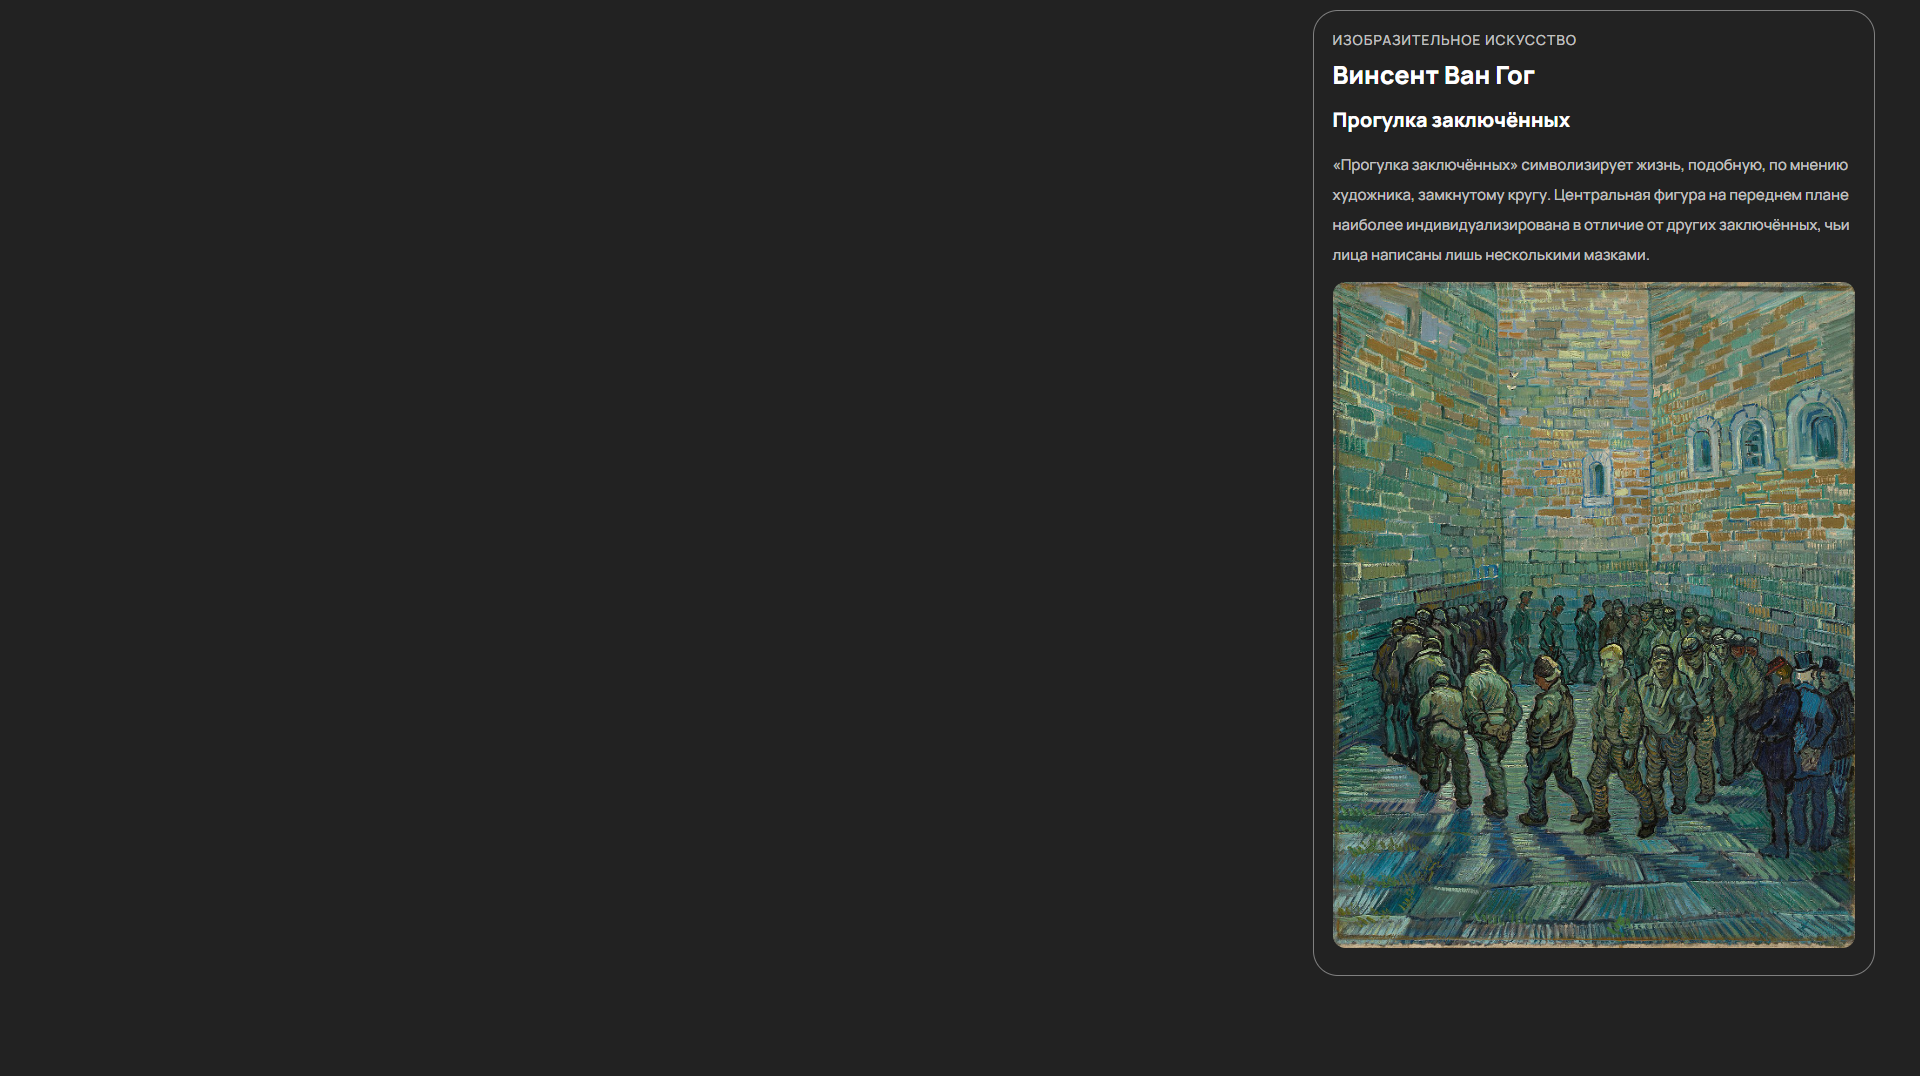 ИЗОБРАЗИТЕЛЬНОЕ ИСКУССТВО
Винсент Ван Гог
Прогулка заключённых
«Прогулка заключённых» символизирует жизнь, подобную, по мнению
художника, замкнутому кругу. Центральная фигура на переднем плане
наиболее индивидуализирована в отличие от других заключённых, чьи
лица написаны лишь несколькими мазками.